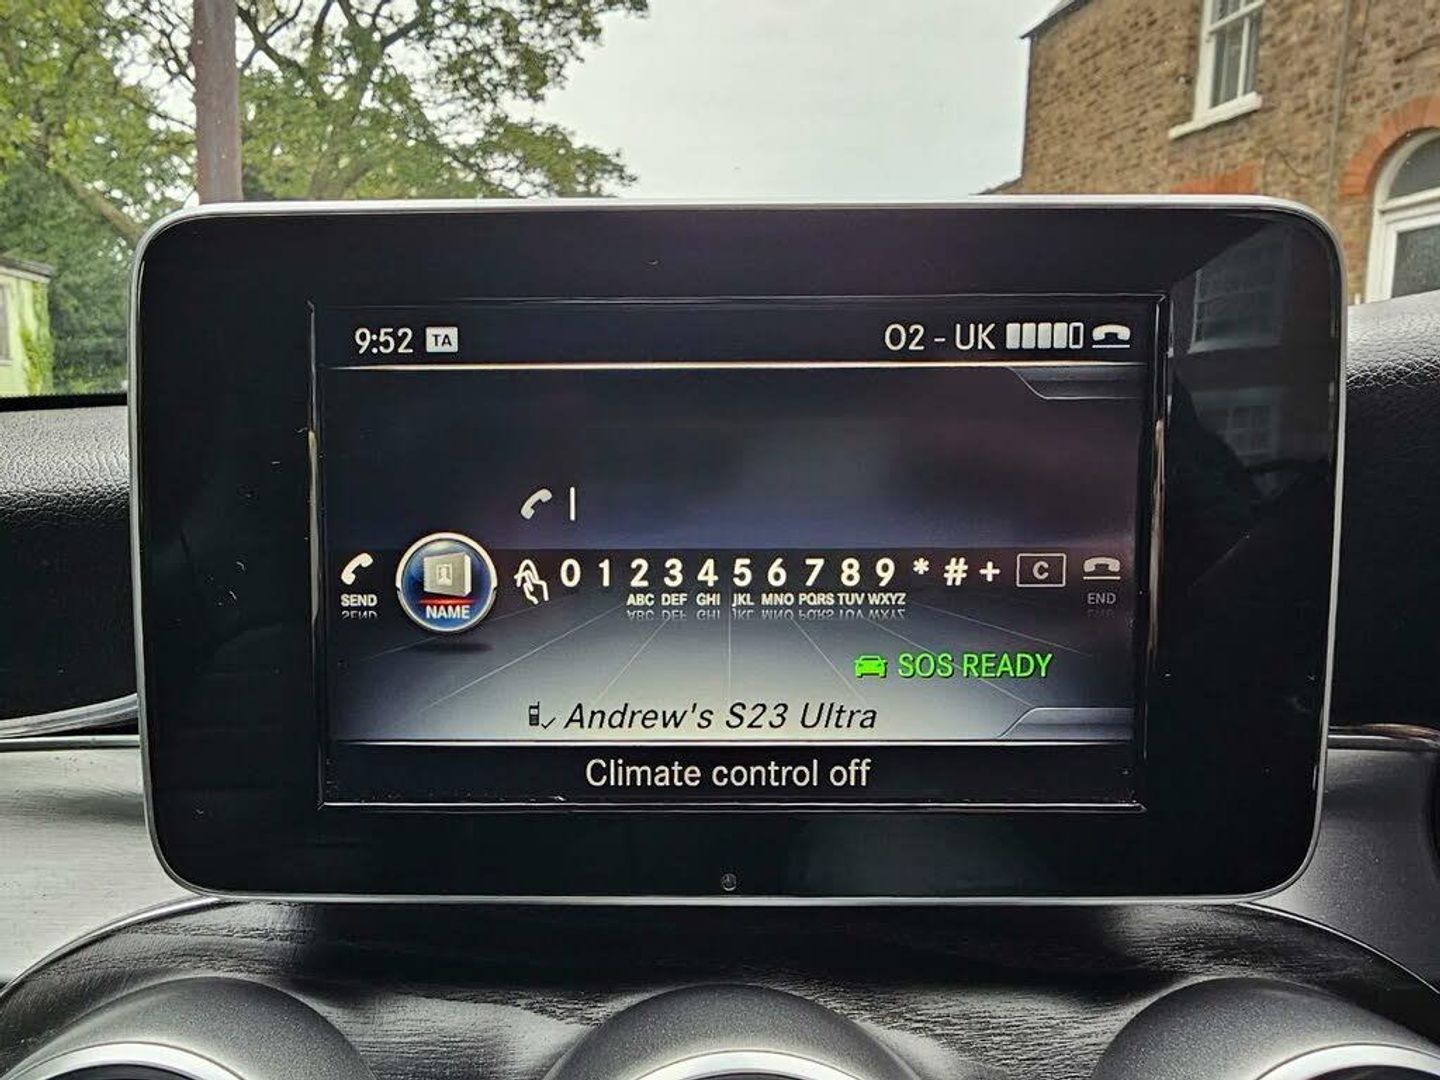 9:52 TA O2 - UK
SEND NAME 0 1 2 3 4 5 6 7 8 9 * # + C END
ABC DEF GHI JKL MNO PQRS TUV WXYZ
SOS READY
Andrew's S23 Ultra
Climate control off